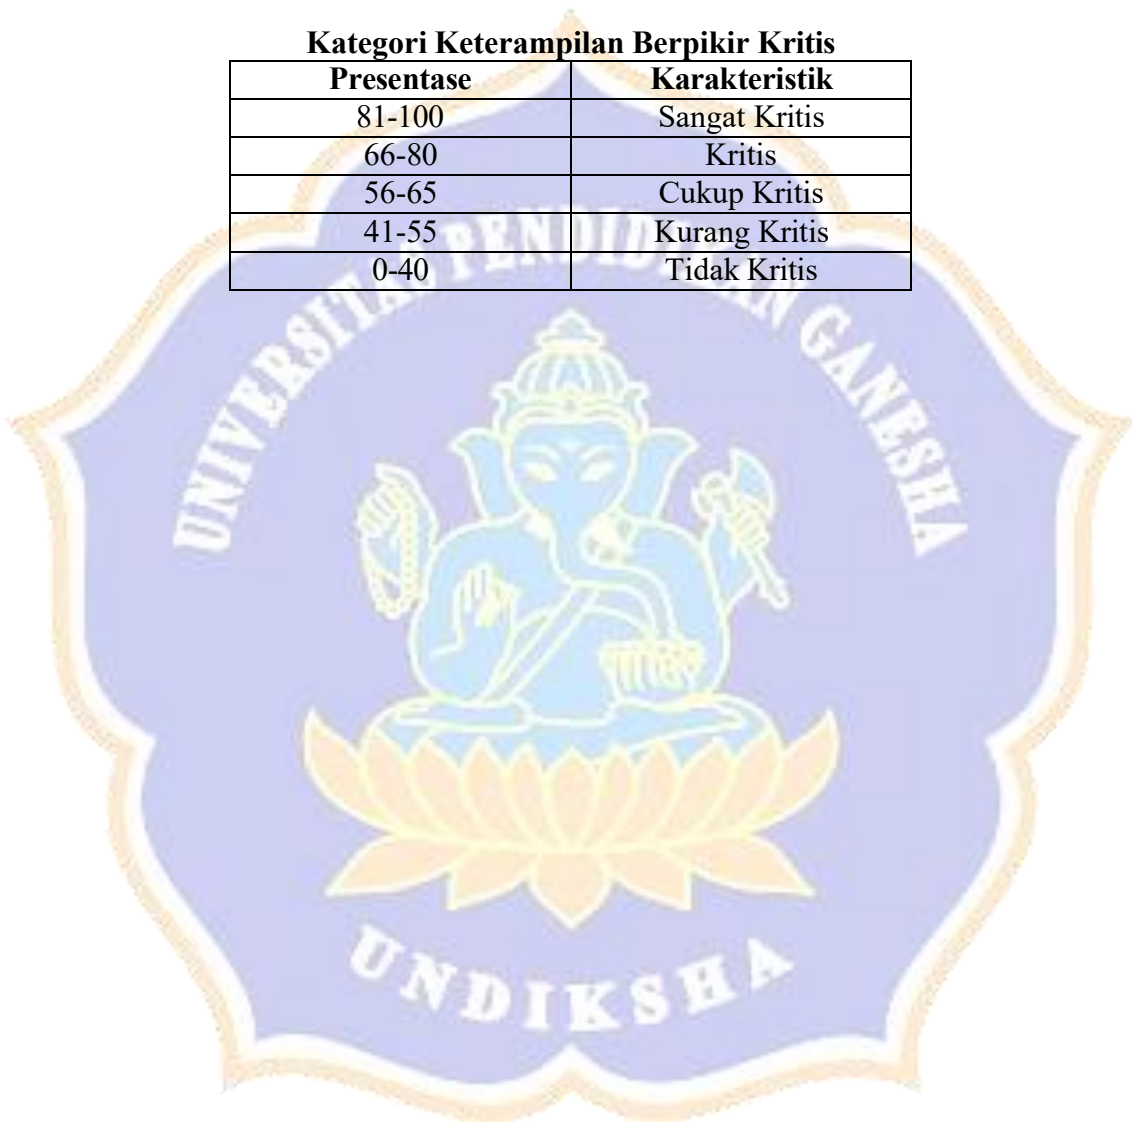 Kategori Keterampilan Berpikir Kritis
Presentase Karakteristik
81-100 Sangat Kritis
66-80 Kritis
56-65 Cukup Kritis
41-55 Kurang Kritis
0-40 Tidak Kritis
UNIVERSITAS PENDIDIKAN GANESHA
UNDIKSHA